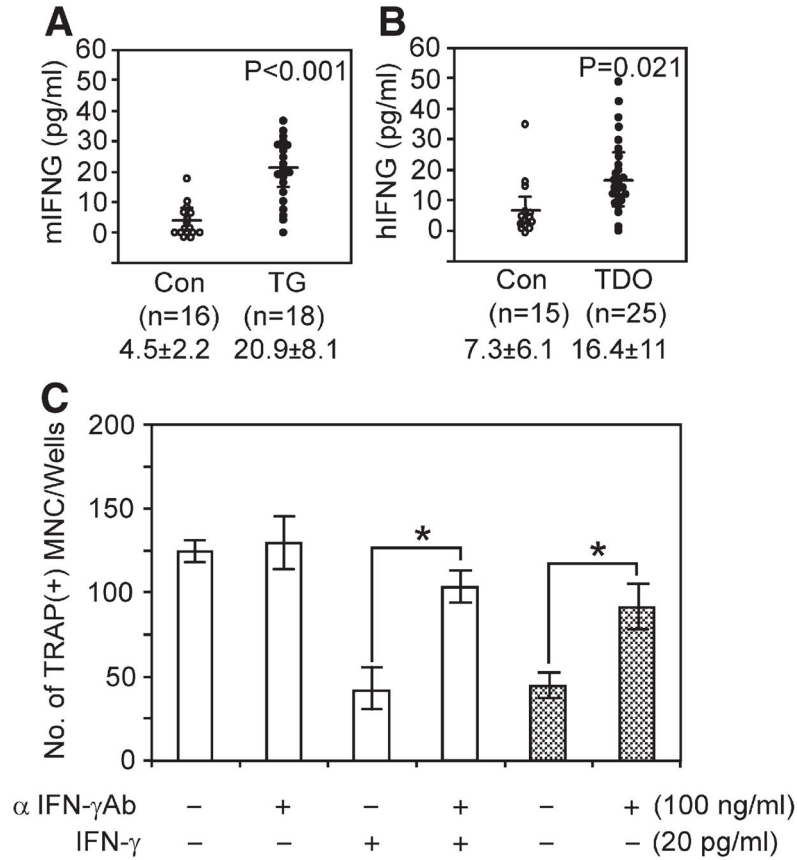 A
mIFNG (pg/ml)
60
50
40
30
20
10
0
P<0.001
Con
TG
(n=16)
(n=18)
4.5±2.2
20.9±8.1
B
hIFNG (pg/ml)
60
50
40
30
20
10
0
P=0.021
Con
TDO
(n=15)
(n=25)
7.3±6.1
16.4±11
C
No. of TRAP(+) MNC/Wells
200
150
100
50
0
*
*
α IFN-γAb − + − + − + (100 ng/ml)
IFN-γ − − + + − − (20 pg/ml)